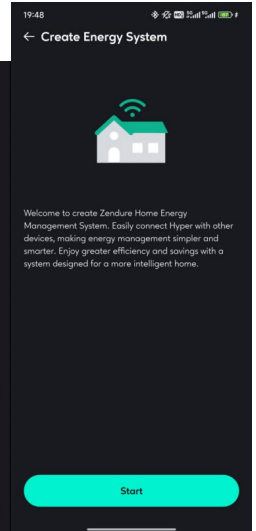 19:48
← Create Energy System
Welcome to create Zendure Home Energy
Management System. Easily connect Hyper with other
devices, making energy management simpler and
smarter. Enjoy greater efficiency and savings with a
system designed for a more intelligent home.
Start